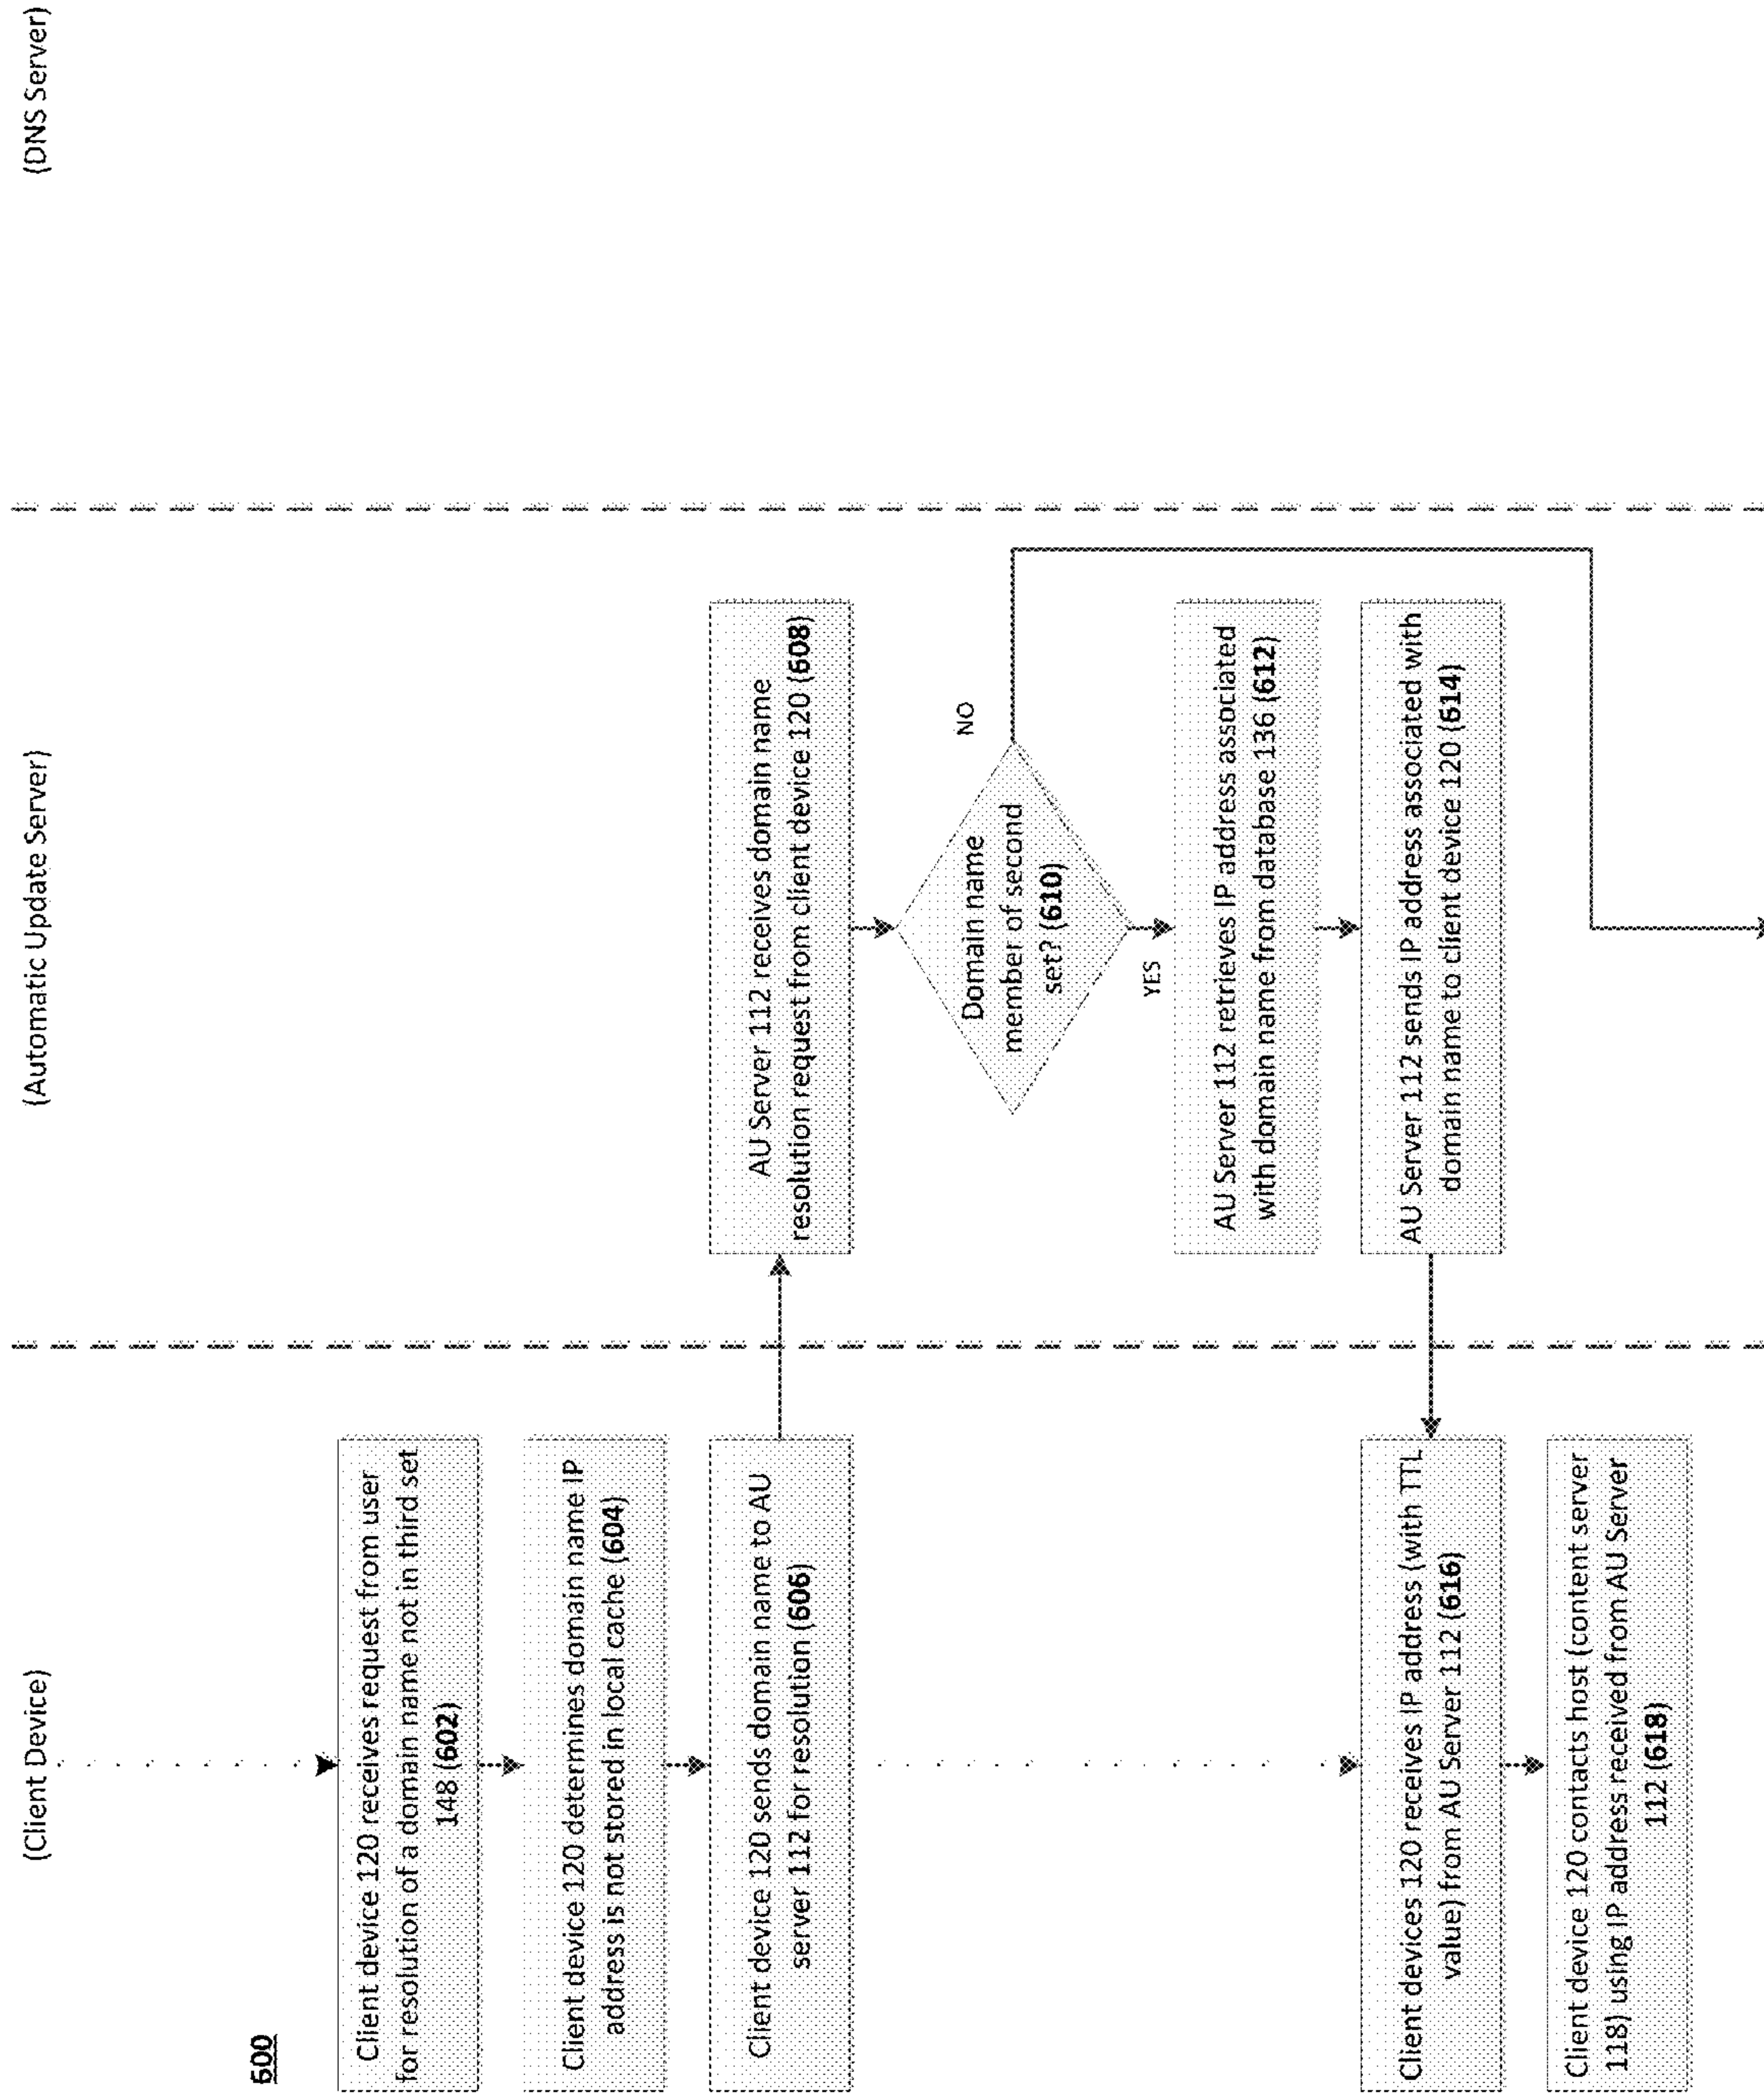 600
(Client Device)
(Automatic Update Server)
(DNS Server)
Client device 120 receives request from user
for resolution of a domain name not in third set
148 (602)
Client device 120 determines domain name IP
address is not stored in local cache (604)
Client device 120 sends domain name to AU
server 112 for resolution (606)
AU Server 112 receives domain name
resolution request from client device 120 (608)
Domain name
member of second
set? (610)
NO
YES
AU Server 112 retrieves IP address associated
with domain name from database 136 (612)
AU Server 112 sends IP address associated with
domain name to client device 120 (614)
Client devices 120 receives IP address (with TTL
value) from AU Server 112 (616)
Client device 120 contacts host (content server
118) using IP address received from AU Server
112 (618)